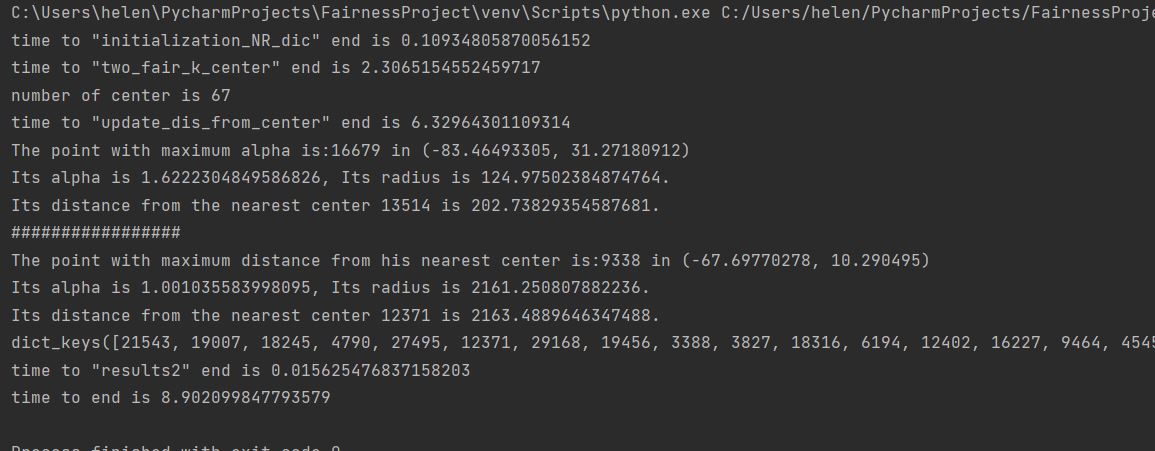 C:\Users\helen\PycharmProjects\FairnessProject\venv\Scripts\python.exe C:/Users/helen/PycharmProjects/FairnessProje
time to "initialization_NR_dic" end is 0.10934805870056152
time to "two_fair_k_center" end is 2.3065154552459717
number of center is 67
time to "update_dis_from_center" end is 6.32964301109314
The point with maximum alpha is:16679 in (-83.46493305, 31.27180912)
Its alpha is 1.6222304849586826, Its radius is 124.97502384874764.
Its distance from the nearest center 13514 is 202.73829354587681.
#################
The point with maximum distance from his nearest center is:9338 in (-67.69770278, 10.290495)
Its alpha is 1.001035583998095, Its radius is 2161.250807882236.
Its distance from the nearest center 12371 is 2163.4889646347488.
dict_keys([21543, 19007, 18245, 4790, 27495, 12371, 29168, 19456, 3388, 3827, 18316, 6194, 12402, 16227, 9464, 4545
time to "results2" end is 0.015625476837158203
time to end is 8.902099847793579
Process finished with exit code 0